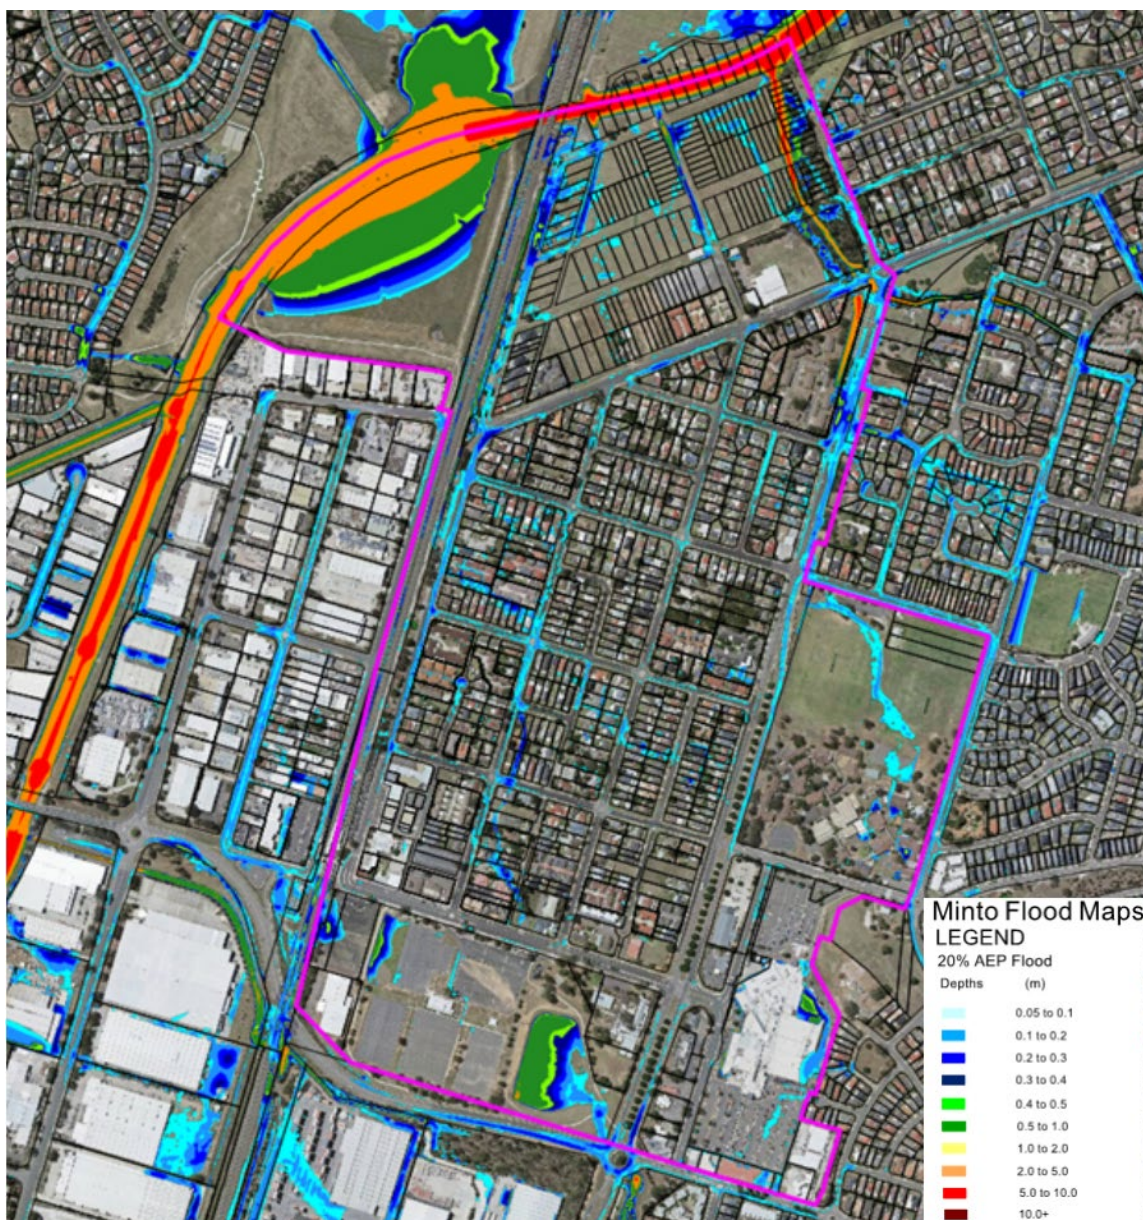 Minto Flood Maps
LEGEND
20% AEP Flood
Depths (m)
0.05 to 0.1
0.1 to 0.2
0.2 to 0.3
0.3 to 0.4
0.4 to 0.5
0.5 to 1.0
1.0 to 2.0
2.0 to 5.0
5.0 to 10.0
10.0+